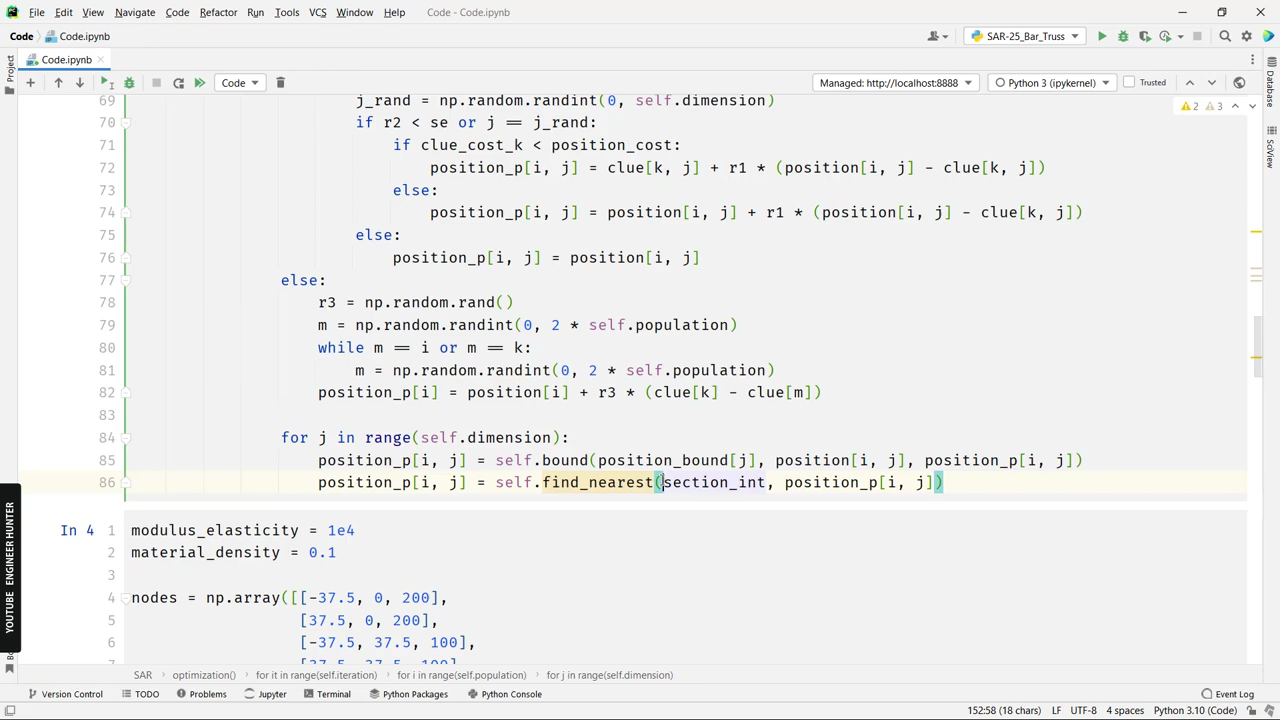 File Edit View Navigate Code Refactor Run Tools VCS Window Help Code - Code.ipynb
Code Code.ipynb SAR-25_Bar_Truss
Code.ipynb
Project
Code Managed: http://localhost:8888 Python 3 (ipykernel) Trusted
Database
SciView
2 3
69 j_rand = np.random.randint(0, self.dimension)
70 if r2 < se or j == j_rand:
71 if clue_cost_k < position_cost:
72 position_p[i, j] = clue[k, j] + r1 * (position[i, j] - clue[k, j])
73 else:
74 position_p[i, j] = position[i, j] + r1 * (position[i, j] - clue[k, j])
75 else:
76 position_p[i, j] = position[i, j]
77 else:
78 r3 = np.random.rand()
79 m = np.random.randint(0, 2 * self.population)
80 while m == i or m == k:
81 m = np.random.randint(0, 2 * self.population)
82 position_p[i] = position[i] + r3 * (clue[k] - clue[m])
83
84 for j in range(self.dimension):
85 position_p[i, j] = self.bound(position_bound[j], position[i, j], position_p[i, j])
86 position_p[i, j] = self.find_nearest(section_int, position_p[i, j])
In 4 1 modulus_elasticity = 1e4
2 material_density = 0.1
3
4 nodes = np.array([[-37.5, 0, 200],
5 [37.5, 0, 200],
6 [-37.5, 37.5, 100],
7 [37.5, 37.5, 100]
YOUTUBE ENGINEER HUNTER
SAR optimization() for it in range(self.iteration) for i in range(self.population) for j in range(self.dimension)
Version Control TODO Problems Jupyter Terminal Python Packages Python Console Event Log
152:58 (18 chars) LF UTF-8 4 spaces Python 3.10 (Code)